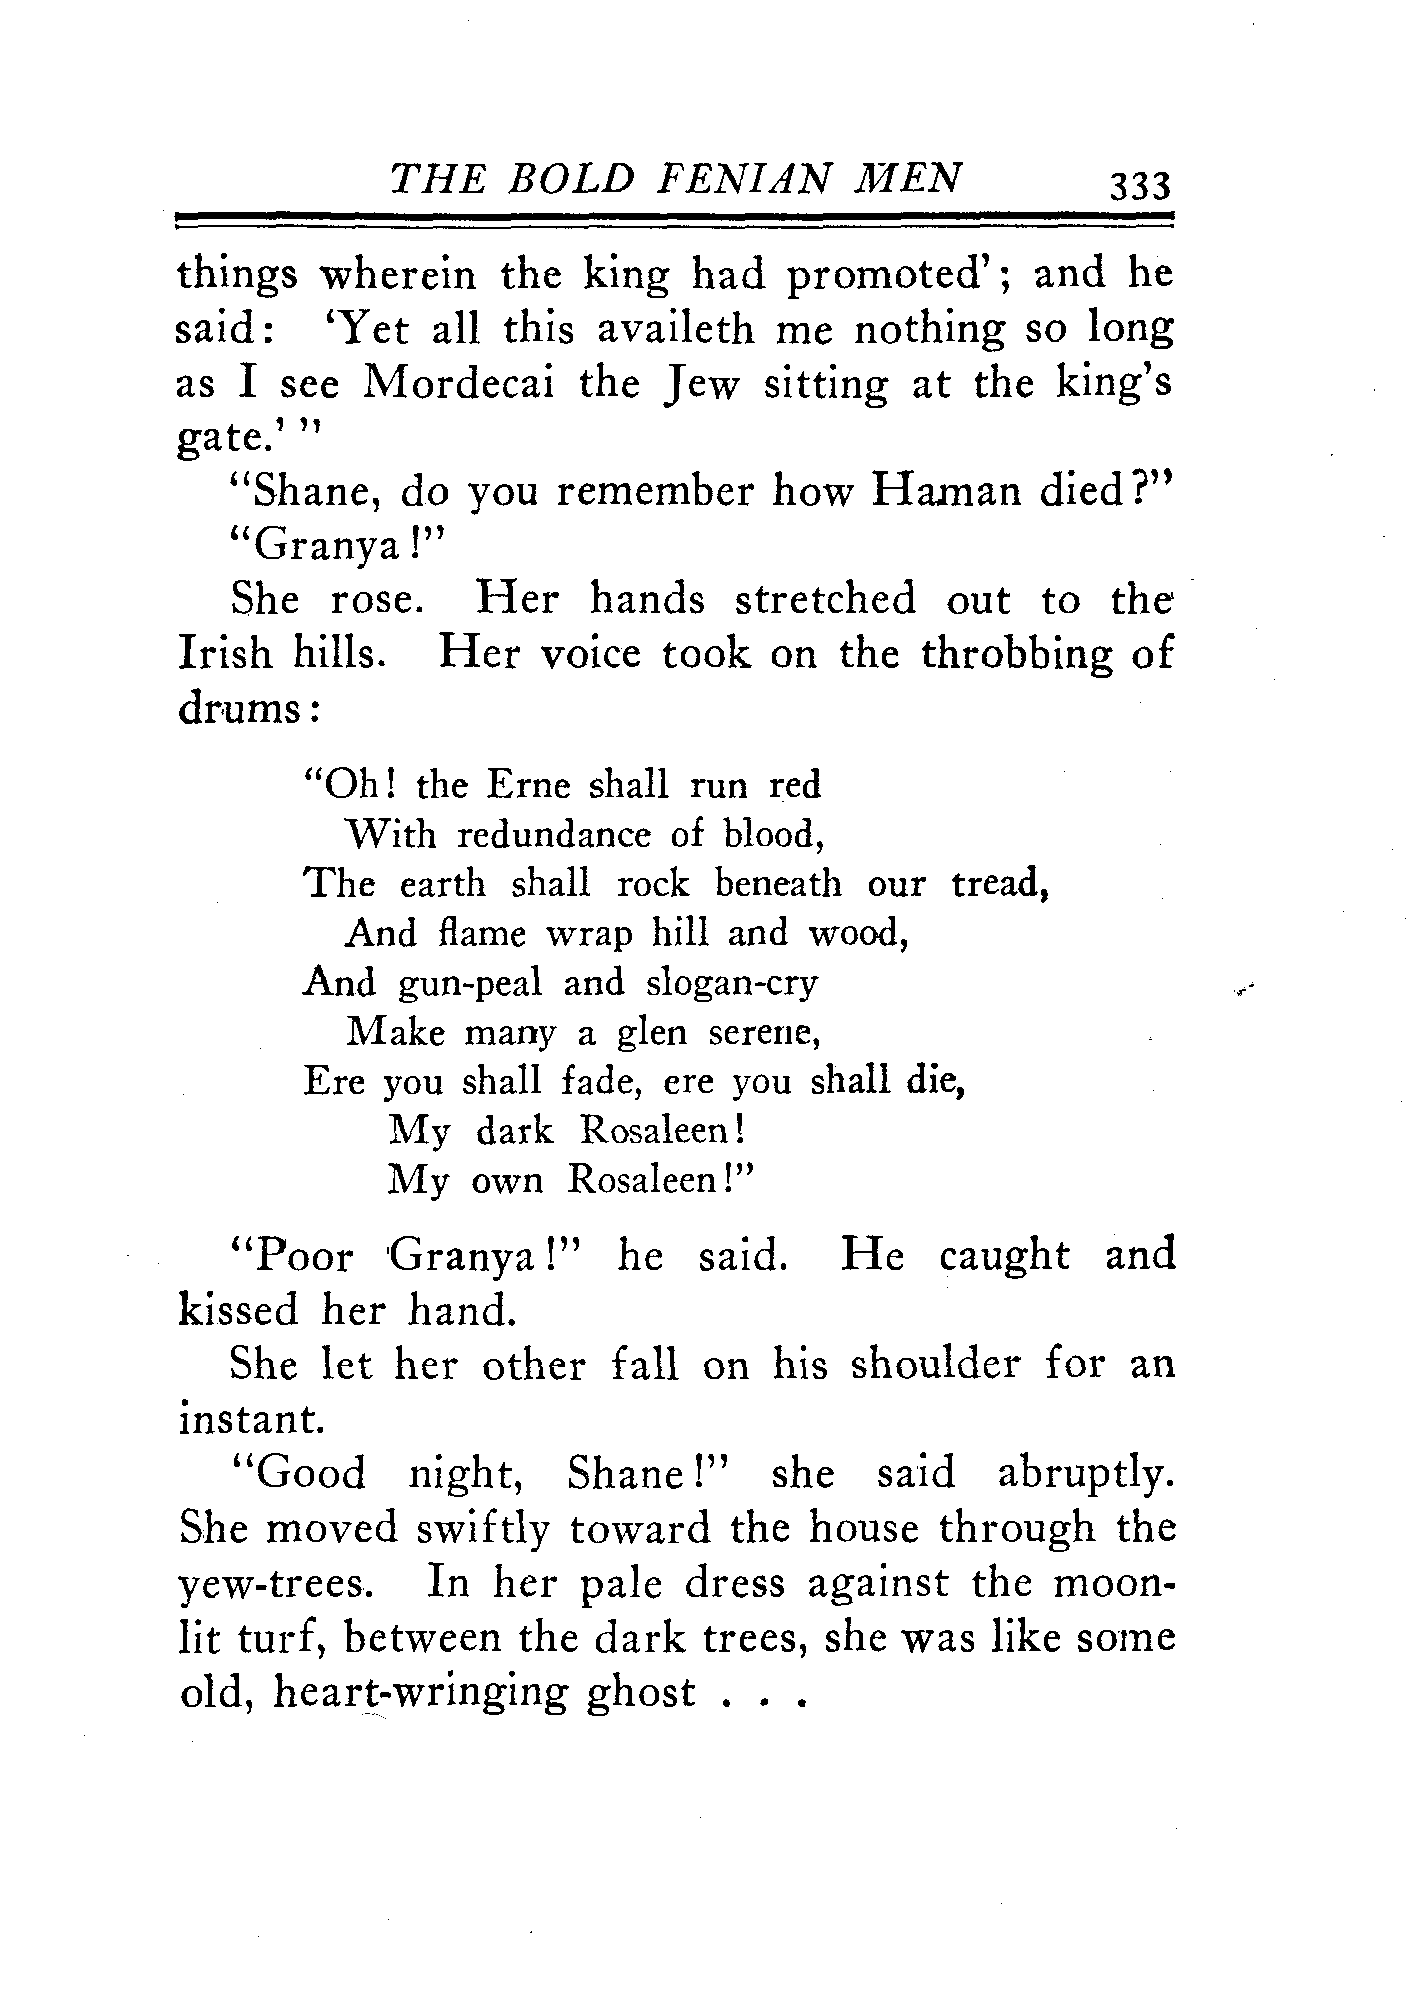 THE BOLD FENIAN MEN 333
things wherein the king had promoted'; and he
said: 'Yet all this availeth me nothing so long
as I see Mordecai the Jew sitting at the king's
gate.' "
"Shane, do you remember how Haman died?"
"Granya!"
She rose. Her hands stretched out to the
Irish hills. Her voice took on the throbbing of
drums:
"Oh! the Erne shall run red
With redundance of blood,
The earth shall rock beneath our tread,
And flame wrap hill and wood,
And gun-peal and slogan-cry
Make many a glen serene,
Ere you shall fade, ere you shall die,
My dark Rosaleen!
My own Rosaleen!"
"Poor Granya!" he said. He caught and
kissed her hand.
She let her other fall on his shoulder for an
instant.
"Good night, Shane!" she said abruptly.
She moved swiftly toward the house through the
yew-trees. In her pale dress against the moon-
lit turf, between the dark trees, she was like some
old, heart-wringing ghost . . .